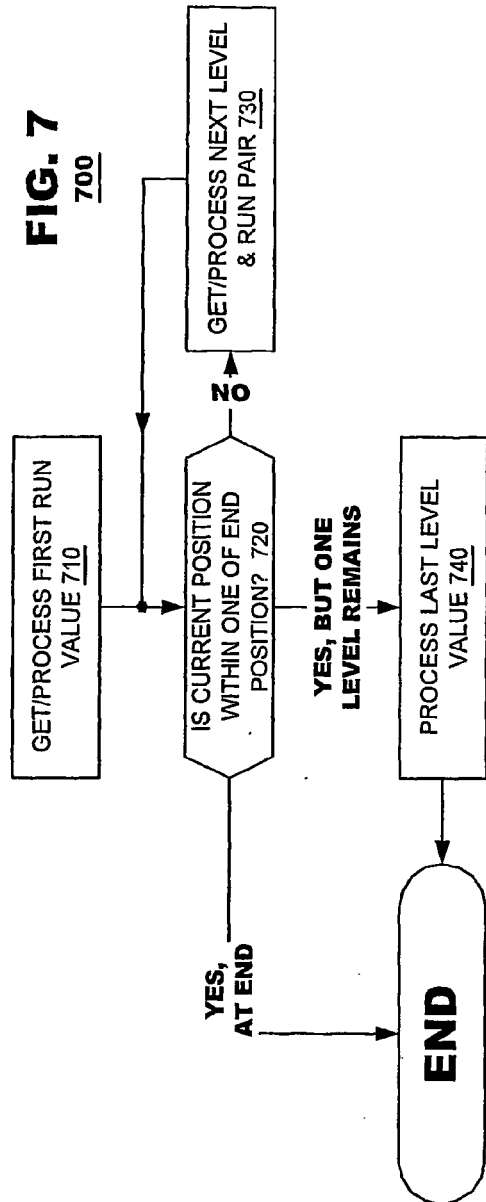 FIG. 7
700
GET/PROCESS FIRST RUN
VALUE 710
IS CURRENT POSITION
WITHIN ONE OF END
POSITION? 720
NO
GET/PROCESS NEXT LEVEL
& RUN PAIR 730
YES, BUT ONE
LEVEL REMAINS
PROCESS LAST LEVEL
VALUE 740
YES,
AT END
END